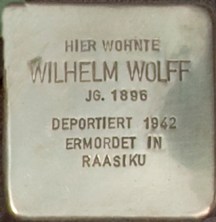 HIER WOHNTE
WILHELM WOLFF
JG. 1896
DEPORTIERT 1942
ERMORDET IN
RAASIKU